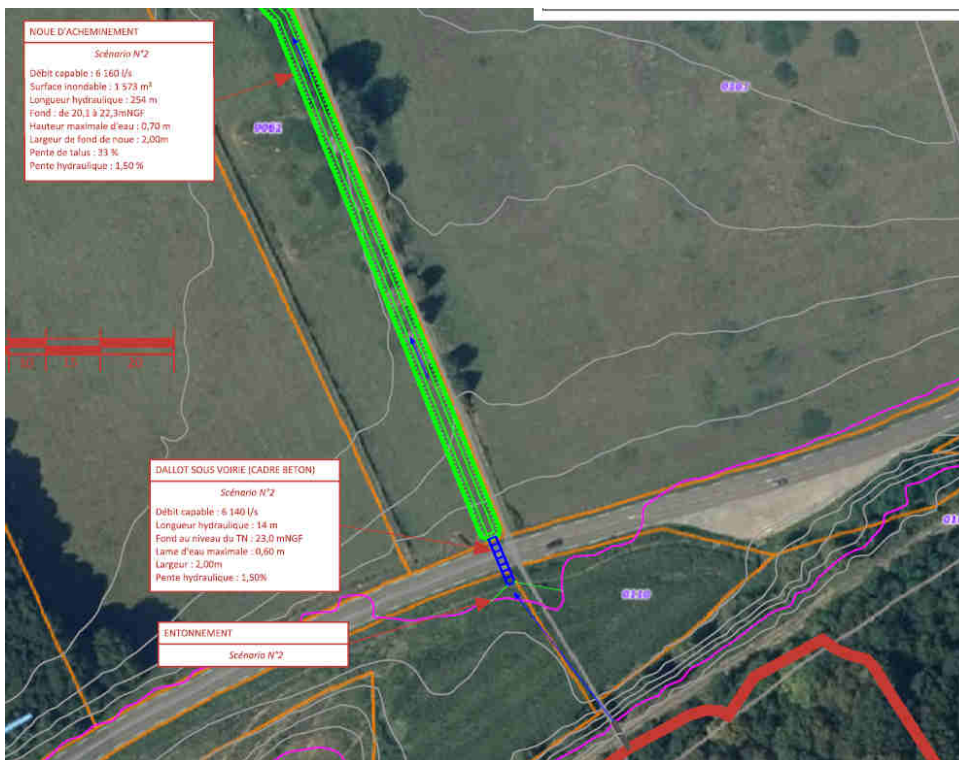 NOUE D'ACHEMINEMENT
Scénario N°2
Débit capable : 6 160 l/s
Surface inondable : 1 573 m²
Longueur hydraulique : 254 m
Fond : de 20,1 à 22,3mNGF
Hauteur maximale d'eau : 0,70 m
Largeur de fond de noue : 2,00m
Pente de talus : 33 %
Pente hydraulique : 1,50 %
0103
0082
DALLOT SOUS VOIRIE (CADRE BETON)
Scénario N°2
Débit capable : 6 140 l/s
Longueur hydraulique : 14 m
Fond au niveau du TN : 23,0 mNGF
Lame d'eau maximale : 0,60 m
Largeur : 2,00m
Pente hydraulique : 1,50%
0110
ENTONNEMENT
Scénario N°2